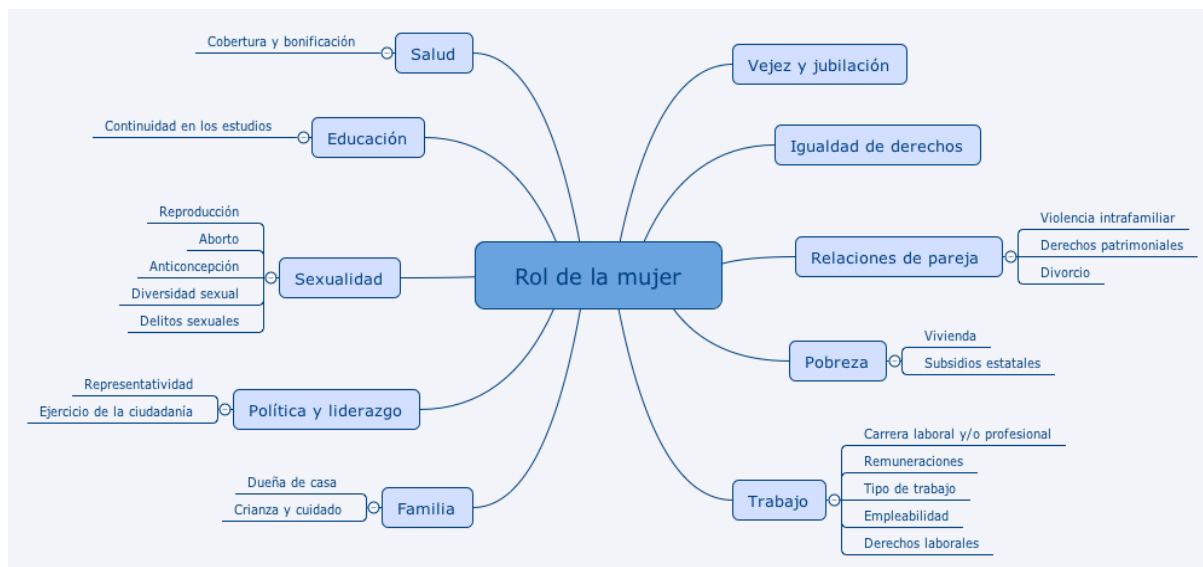 Rol de la mujer
Salud
Cobertura y bonificación
Educación
Continuidad en los estudios
Sexualidad
Reproducción
Aborto
Anticoncepción
Diversidad sexual
Delitos sexuales
Política y liderazgo
Representatividad
Ejercicio de la ciudadanía
Familia
Dueña de casa
Crianza y cuidado
Vejez y jubilación
Igualdad de derechos
Relaciones de pareja
Violencia intrafamiliar
Derechos patrimoniales
Divorcio
Pobreza
Vivienda
Subsidios estatales
Trabajo
Carrera laboral y/o profesional
Remuneraciones
Tipo de trabajo
Empleabilidad
Derechos laborales